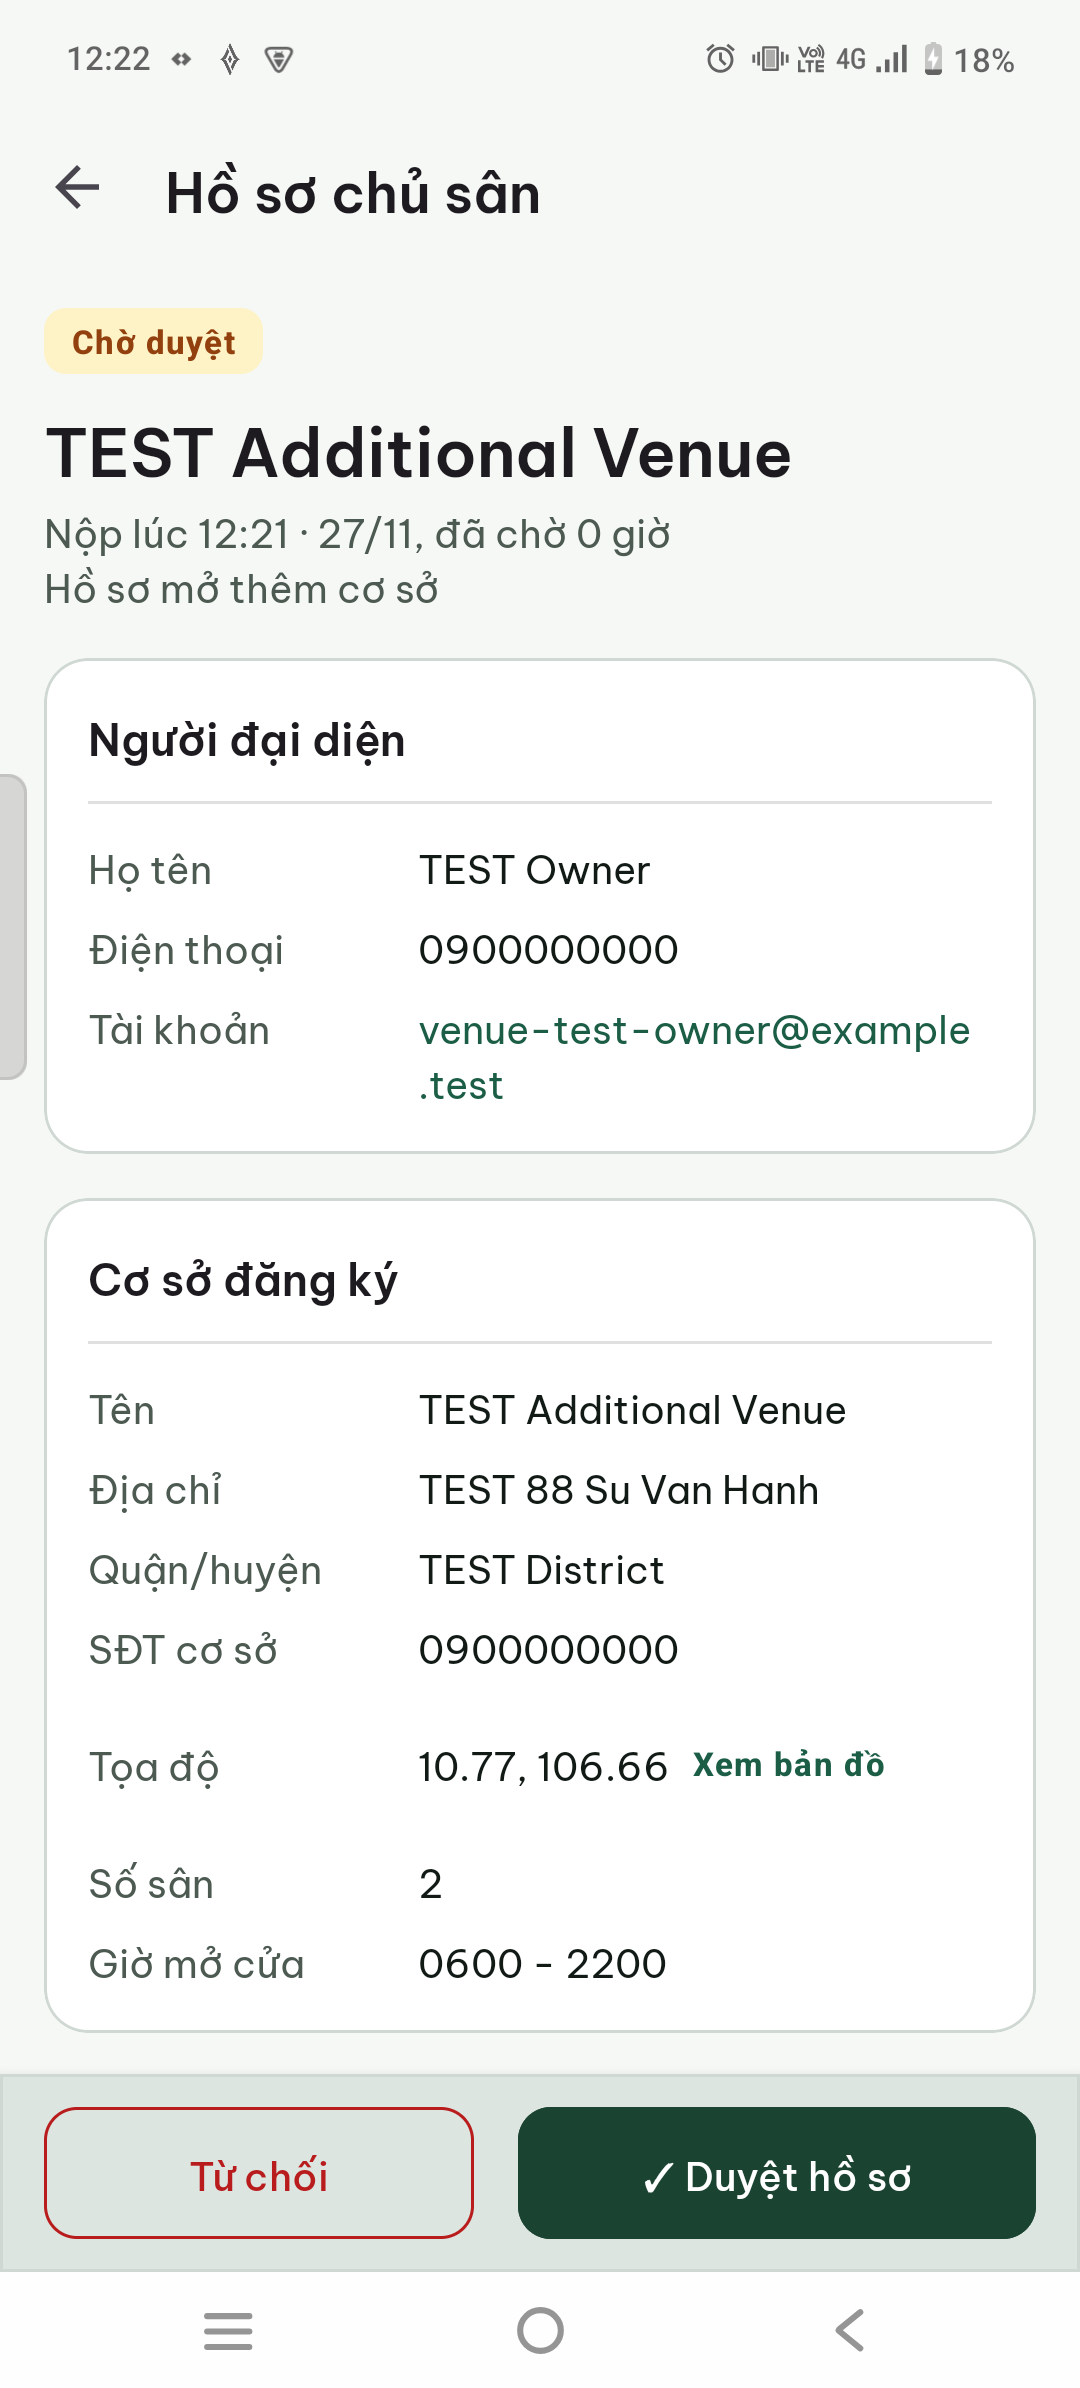 12:22 VoLTE 4G 18%
Hồ sơ chủ sân
Chờ duyệt
TEST Additional Venue
Nộp lúc 12:21 · 27/11, đã chờ 0 giờ
Hồ sơ mở thêm cơ sở
Người đại diện
Họ tên TEST Owner
Điện thoại 0900000000
Tài khoản venue-test-owner@example
.test
Cơ sở đăng ký
Tên TEST Additional Venue
Địa chỉ TEST 88 Su Van Hanh
Quận/huyện TEST District
SĐT cơ sở 0900000000
Tọa độ 10.77, 106.66 Xem bản đồ
Số sân 2
Giờ mở cửa 0600 - 2200
Từ chối ✓ Duyệt hồ sơ